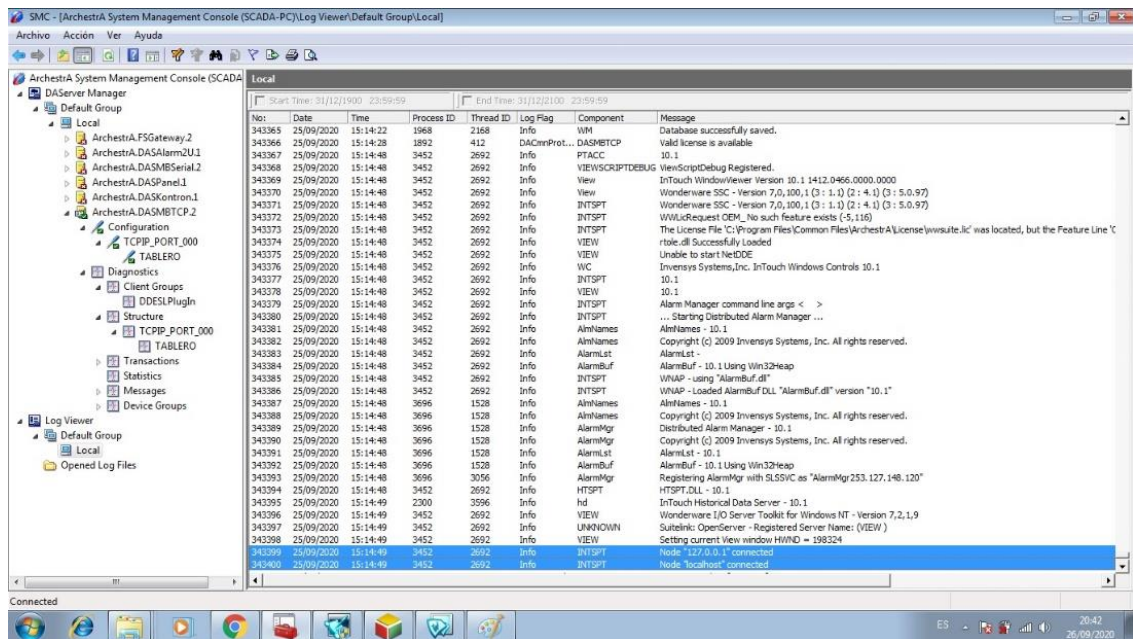 SMC - [ArchestrA System Management Console (SCADA-PC)\Log Viewer\Default Group\Local]
Archivo Acción Ver Ayuda
ArchestrA System Management Console (SCADA
DAServer Manager
Default Group
Local
ArchestrA.FSGateway.2
ArchestrA.DASAlarm2U.1
ArchestrA.DASMBSerial.2
ArchestrA.DASPanel.1
ArchestrA.DASKontron.1
ArchestrA.DASMBTCP.2
Configuration
TCPIP_PORT_000
TABLERO
Diagnostics
Client Groups
DDESLPlugIn
Structure
TCPIP_PORT_000
TABLERO
Transactions
Statistics
Messages
Device Groups
Log Viewer
Default Group
Local
Opened Log Files
Local
Start Time: 31/12/1900 23:59:59 End Time: 31/12/2100 23:59:59
No: Date Time Process ID Thread ID Log Flag Component Message
343365 25/09/2020 15:14:22 1968 2168 Info WM Database successfully saved.
343366 25/09/2020 15:14:28 1892 412 DACmnProt... DASMBTCP Valid license is available
343367 25/09/2020 15:14:48 3452 2692 Info PTACC 10.1
343368 25/09/2020 15:14:48 3452 2692 Info VIEWSCRIPTDEBUG ViewScriptDebug Registered.
343369 25/09/2020 15:14:48 3452 2692 Info View InTouch WindowViewer Version 10.1 1412.0466.0000.0000
343370 25/09/2020 15:14:48 3452 2692 Info View Wonderware SSC - Version 7,0,100,1 (3 : 1.1) (2 : 4.1) (3 : 5.0.97)
343371 25/09/2020 15:14:48 3452 2692 Info INTSPT Wonderware SSC - Version 7,0,100,1 (3 : 1.1) (2 : 4.1) (3 : 5.0.97)
343372 25/09/2020 15:14:48 3452 2692 Info INTSPT WWLicRequest OEM_ No such feature exists (-5,116)
343373 25/09/2020 15:14:48 3452 2692 Info INTSPT The License File 'C:\Program Files\Common Files\ArchestrA\License\wwsuite.lic' was located, but the Feature Line 'C
343374 25/09/2020 15:14:48 3452 2692 Info VIEW rtole.dll Successfully Loaded
343375 25/09/2020 15:14:48 3452 2692 Info VIEW Unable to start NetDDE
343376 25/09/2020 15:14:48 3452 2692 Info WC Invensys Systems,Inc. InTouch Windows Controls 10.1
343377 25/09/2020 15:14:48 3452 2692 Info INTSPT 10.1
343378 25/09/2020 15:14:48 3452 2692 Info VIEW 10.1
343379 25/09/2020 15:14:48 3452 2692 Info INTSPT Alarm Manager command line args < >
343380 25/09/2020 15:14:48 3452 2692 Info INTSPT ... Starting Distributed Alarm Manager ...
343381 25/09/2020 15:14:48 3452 2692 Info AlmNames AlmNames - 10.1
343382 25/09/2020 15:14:48 3452 2692 Info AlmNames Copyright (c) 2009 Invensys Systems, Inc. All rights reserved.
343383 25/09/2020 15:14:48 3452 2692 Info AlarmLst AlarmLst -
343384 25/09/2020 15:14:48 3452 2692 Info AlarmBuf AlarmBuf - 10.1 Using Win32Heap
343385 25/09/2020 15:14:48 3452 2692 Info INTSPT WNAP - using "AlarmBuf.dll"
343386 25/09/2020 15:14:48 3452 2692 Info INTSPT WNAP - Loaded AlarmBuf DLL "AlarmBuf.dll" version "10.1"
343387 25/09/2020 15:14:48 3696 1528 Info AlmNames AlmNames - 10.1
343388 25/09/2020 15:14:48 3696 1528 Info AlmNames Copyright (c) 2009 Invensys Systems, Inc. All rights reserved.
343389 25/09/2020 15:14:48 3696 1528 Info AlarmMgr Distributed Alarm Manager - 10.1
343390 25/09/2020 15:14:48 3696 1528 Info AlarmMgr Copyright (c) 2009 Invensys Systems, Inc. All rights reserved.
343391 25/09/2020 15:14:48 3696 1528 Info AlarmLst AlarmLst - 10.1
343392 25/09/2020 15:14:48 3696 1528 Info AlarmBuf AlarmBuf - 10.1 Using Win32Heap
343393 25/09/2020 15:14:48 3696 3056 Info AlarmMgr Registering AlarmMgr with SLSSVC as "AlarmMgr253.127.148.120"
343394 25/09/2020 15:14:48 3452 2692 Info HTSPT HTSPT.DLL - 10.1
343395 25/09/2020 15:14:49 2300 3596 Info hd InTouch Historical Data Server - 10.1
343396 25/09/2020 15:14:49 3452 2692 Info VIEW Wonderware I/O Server Toolkit for Windows NT - Version 7,2,1,9
343397 25/09/2020 15:14:49 3452 2692 Info UNKNOWN Suitelink: OpenServer - Registered Server Name: (VIEW )
343398 25/09/2020 15:14:49 3452 2692 Info VIEW Setting current View window HWND = 198324
343399 25/09/2020 15:14:49 3452 2692 Info INTSPT Node "127.0.0.1" connected
343400 25/09/2020 15:14:49 3452 2692 Info INTSPT Node "localhost" connected
Connected
ES 20:42
26/09/2020